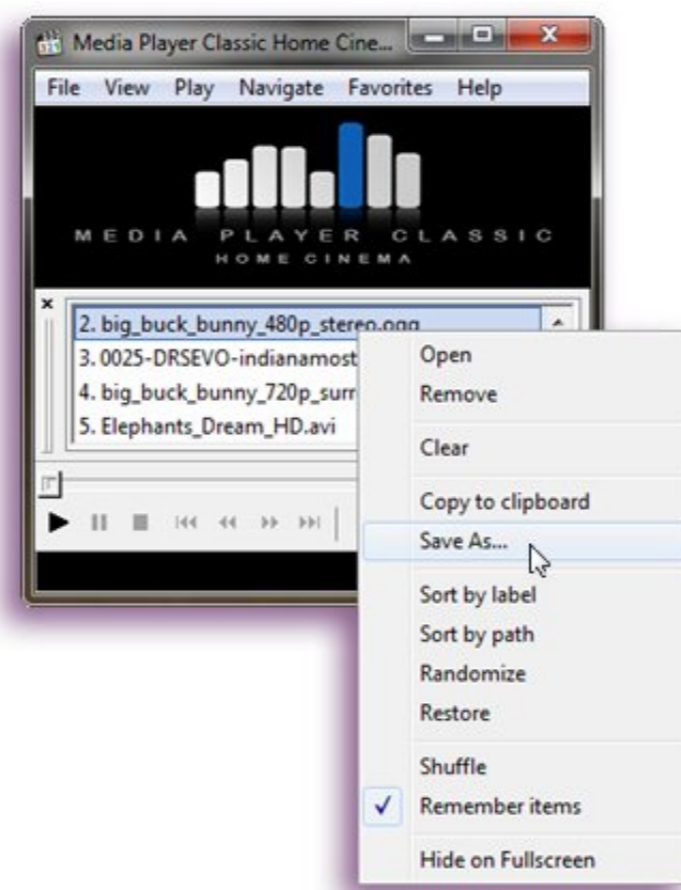 Media Player Classic Home Cine...
File View Play Navigate Favorites Help
MEDIA PLAYER CLASSIC
HOME CINEMA
2. big_buck_bunny_480p_stereo.ogg
3. 0025-DRSEVO-indianamost
4. big_buck_bunny_720p_surr
5. Elephants_Dream_HD.avi
Open
Remove
Clear
Copy to clipboard
Save As...
Sort by label
Sort by path
Randomize
Restore
Shuffle
Remember items
Hide on Fullscreen